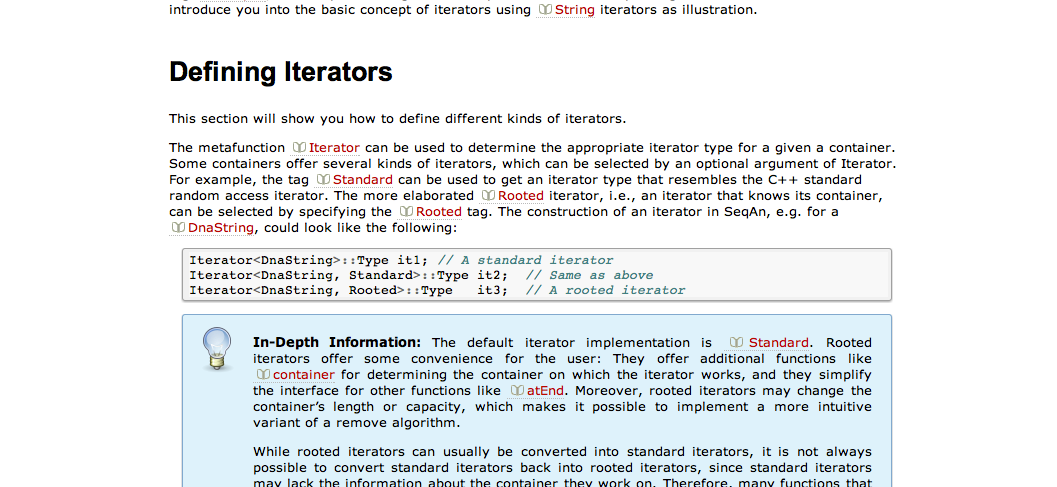 introduce you into the basic concept of iterators using String iterators as illustration.
Defining Iterators
This section will show you how to define different kinds of iterators.
The metafunction Iterator can be used to determine the appropriate iterator type for a given a container.
Some containers offer several kinds of iterators, which can be selected by an optional argument of Iterator.
For example, the tag Standard can be used to get an iterator type that resembles the C++ standard
random access iterator. The more elaborated Rooted iterator, i.e., an iterator that knows its container,
can be selected by specifying the Rooted tag. The construction of an iterator in SeqAn, e.g. for a
DnaString, could look like the following:
Iterator<DnaString>::Type it1; // A standard iterator
Iterator<DnaString, Standard>::Type it2;  // Same as above
Iterator<DnaString, Rooted>::Type   it3;  // A rooted iterator
In-Depth Information: The default iterator implementation is Standard. Rooted
iterators offer some convenience for the user: They offer additional functions like
container for determining the container on which the iterator works, and they simplify
the interface for other functions like atEnd. Moreover, rooted iterators may change the
container's length or capacity, which makes it possible to implement a more intuitive
variant of a remove algorithm.
While rooted iterators can usually be converted into standard iterators, it is not always
possible to convert standard iterators back into rooted iterators, since standard iterators
may lack the information about the container they work on. Therefore, many functions that